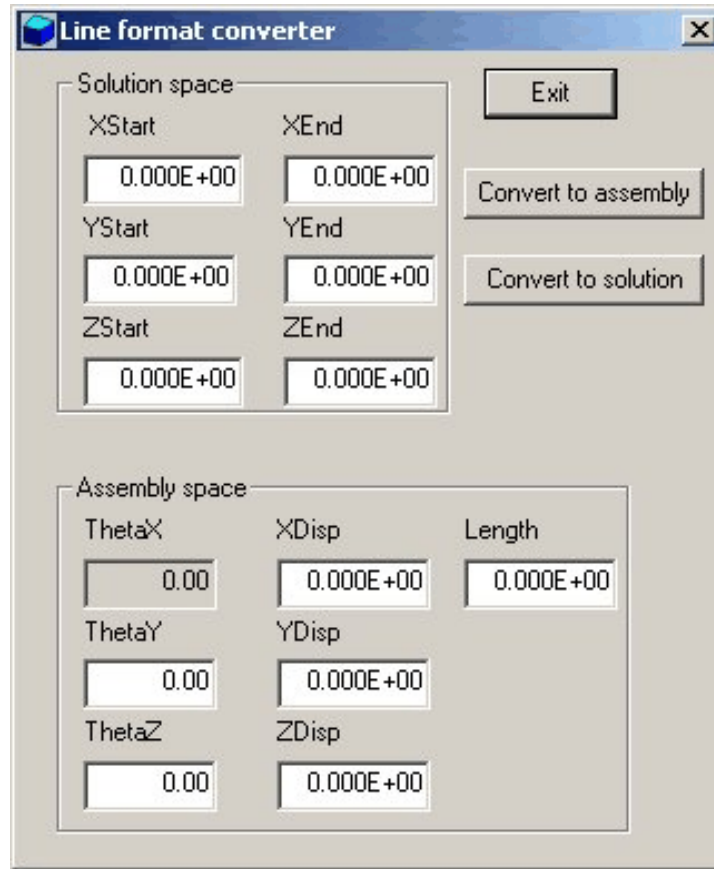 Line format converter
Solution space
Exit
XStart XEnd
0.000E+00 0.000E+00
Convert to assembly
YStart YEnd
0.000E+00 0.000E+00
Convert to solution
ZStart ZEnd
0.000E+00 0.000E+00
Assembly space
ThetaX XDisp Length
0.00 0.000E+00 0.000E+00
ThetaY YDisp
0.00 0.000E+00
ThetaZ ZDisp
0.00 0.000E+00